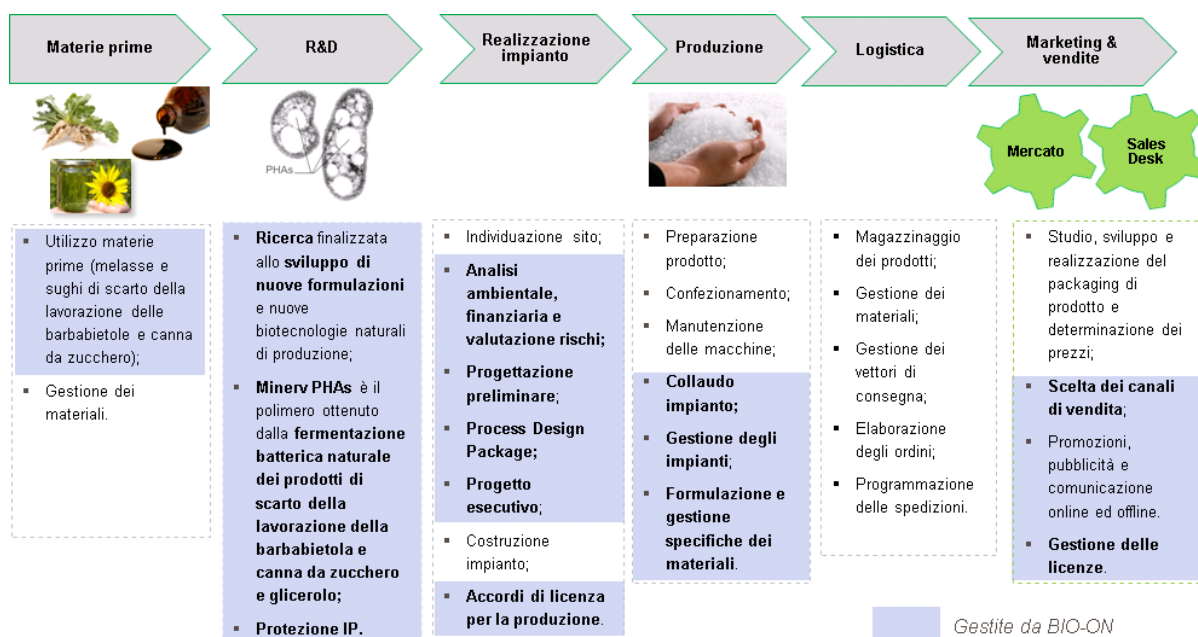 Materie prime
R&D
Realizzazione
impianto
Produzione
Logistica
Marketing &
vendite
PHAs
Mercato
Sales
Desk
▪ Utilizzo materie
prime (melasse e
sughi di scarto della
lavorazione delle
barbabietole e canna
da zucchero);
▪ Gestione dei
materiali.
▪ Ricerca finalizzata
allo sviluppo di
nuove formulazioni
e nuove
biotecnologie naturali
di produzione;
▪ Minerv PHAs è il
polimero ottenuto
dalla fermentazione
batterica naturale
dei prodotti di
scarto della
lavorazione della
barbabietola e
canna da zucchero
e glicerolo;
▪ Protezione IP.
▪ Individuazione sito;
▪ Analisi
ambientale,
finanziaria e
valutazione rischi;
▪ Progettazione
preliminare;
▪ Process Design
Package;
▪ Progetto
esecutivo;
▪ Costruzione
impianto;
▪ Accordi di licenza
per la produzione.
▪ Preparazione
prodotto;
▪ Confezionamento;
▪ Manutenzione
delle macchine;
▪ Collaudo
impianto;
▪ Gestione degli
impianti;
▪ Formulazione e
gestione
specifiche dei
materiali.
▪ Magazzinaggio
dei prodotti;
▪ Gestione dei
materiali;
▪ Gestione dei
vettori di
consegna;
▪ Elaborazione
degli ordini;
▪ Programmazione
delle spedizioni.
▪ Studio, sviluppo e
realizzazione del
packaging di
prodotto e
determinazione dei
prezzi;
▪ Scelta dei canali
di vendita;
▪ Promozioni,
pubblicità e
comunicazione
online ed offline.
▪ Gestione delle
licenze.
Gestite da BIO-ON